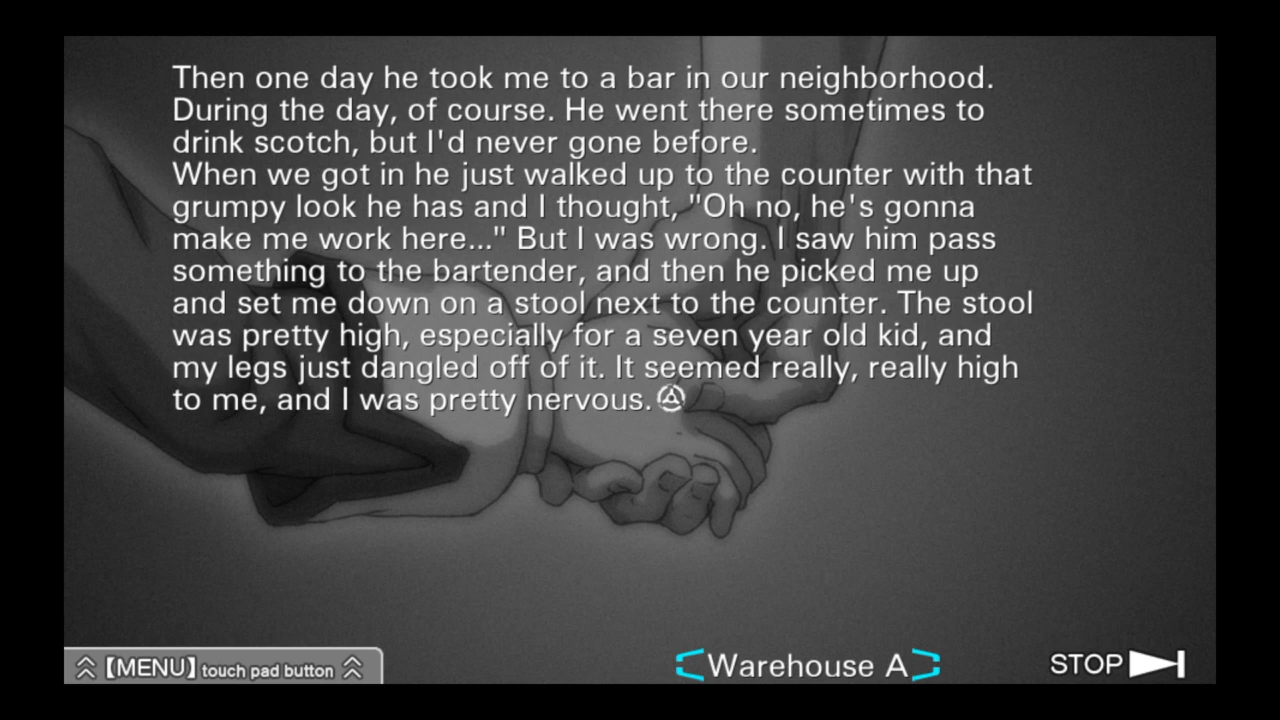 Then one day he took me to a bar in our neighborhood.
During the day, of course. He went there sometimes to
drink scotch, but I'd never gone before.
When we got in he just walked up to the counter with that
grumpy look he has and I thought, "Oh no, he's gonna
make me work here..." But I was wrong. I saw him pass
something to the bartender, and then he picked me up
and set me down on a stool next to the counter. The stool
was pretty high, especially for a seven year old kid, and
my legs just dangled off of it. It seemed really, really high
to me, and I was pretty nervous.
【MENU】touch pad button
Warehouse A
STOP